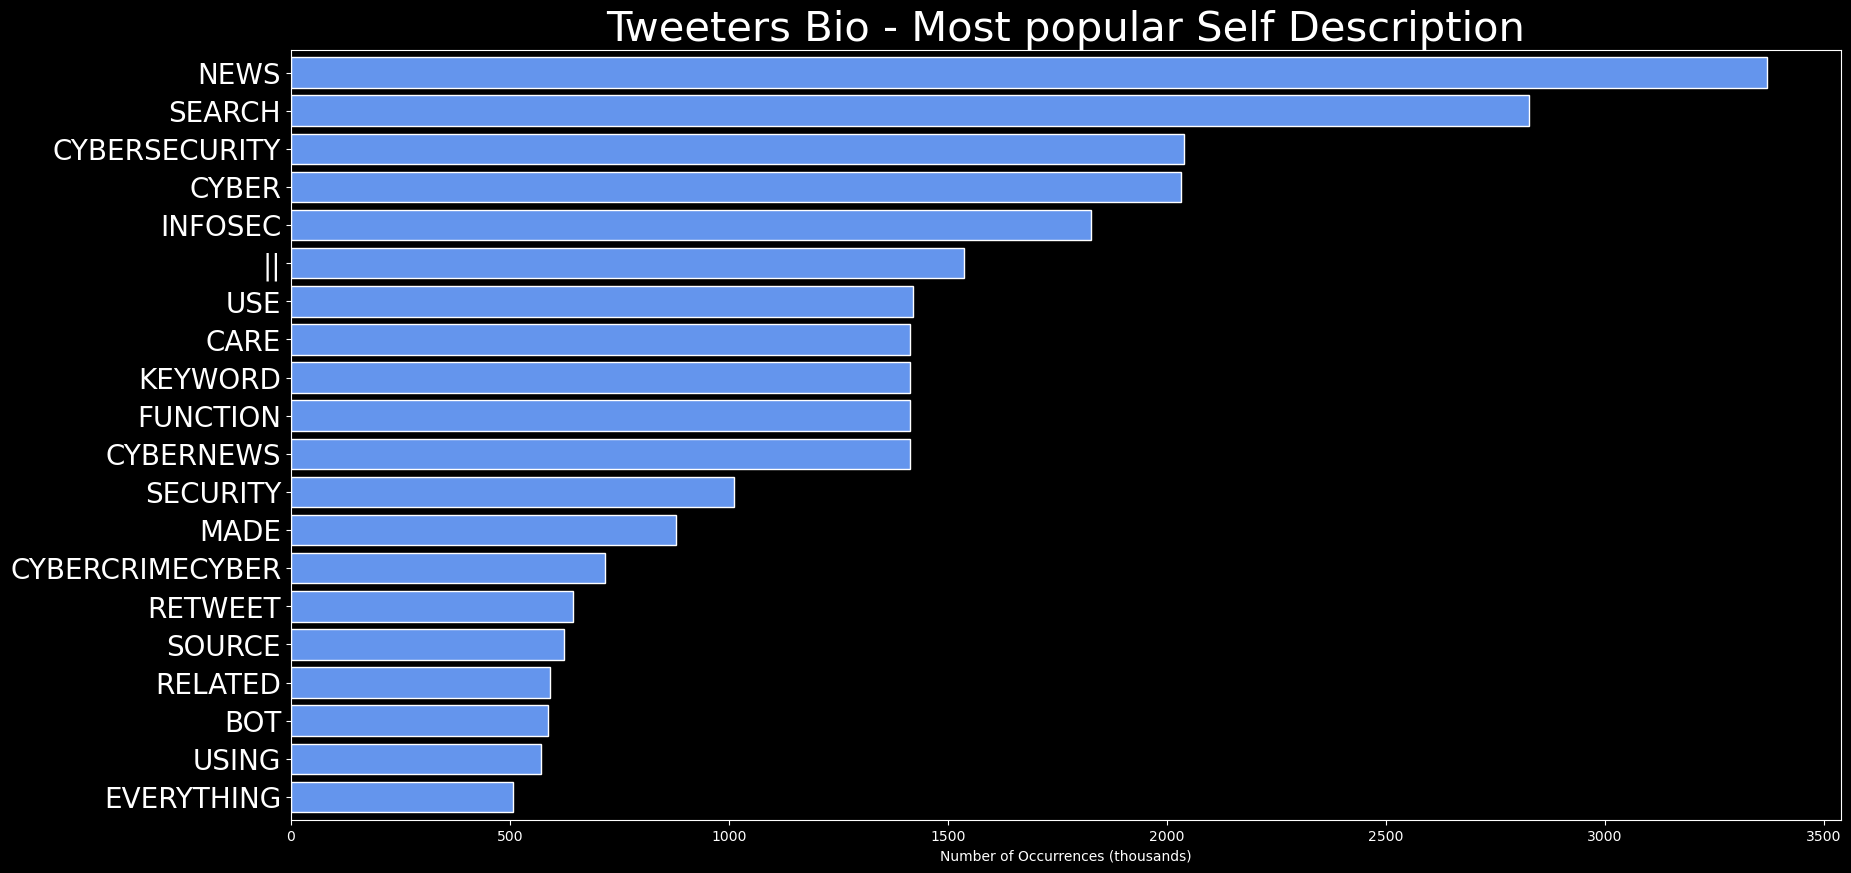 Tweeters Bio - Most popular Self Description
NEWS
SEARCH
CYBERSECURITY
CYBER
INFOSEC
||
USE
CARE
KEYWORD
FUNCTION
CYBERNEWS
SECURITY
MADE
CYBERCRIMECYBER
RETWEET
SOURCE
RELATED
BOT
USING
EVERYTHING
0 500 1000 1500 2000 2500 3000 3500
Number of Occurrences (thousands)